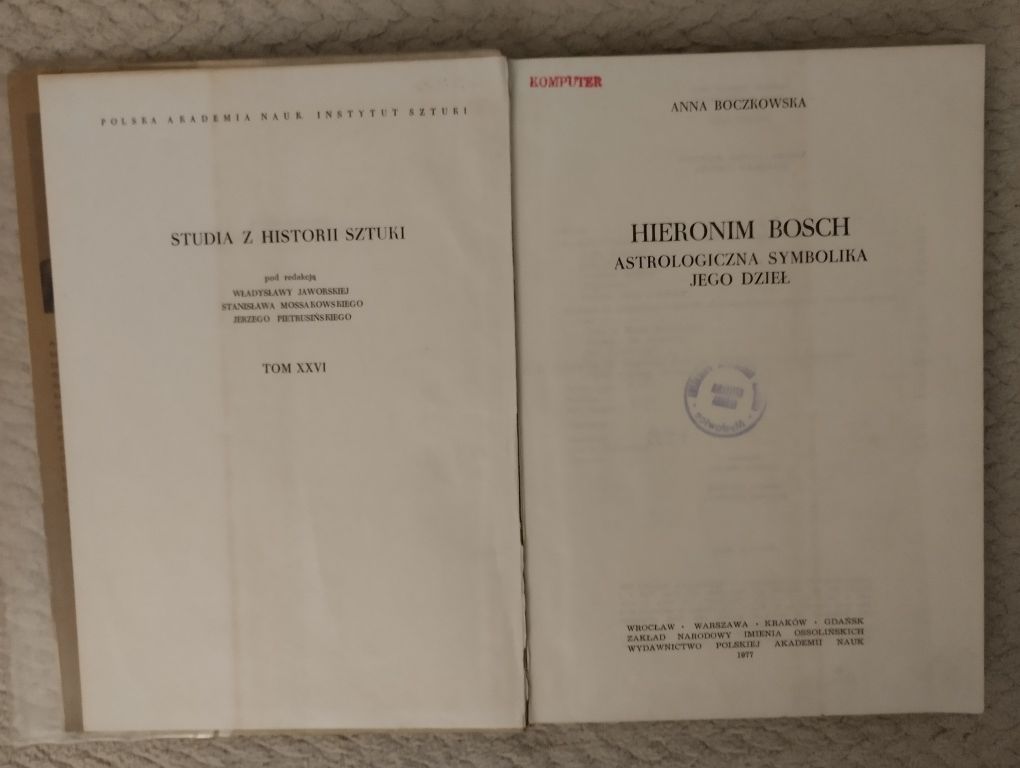 POLSKA AKADEMIA NAUK INSTYTUT SZTUKI
STUDIA Z HISTORII SZTUKI
pod redakcją
WŁADYSŁAWY JAWORSKIEJ
STANISŁAWA MOSSAKOWSKIEGO
JERZEGO PIETRUSIŃSKIEGO
TOM XXVI
KOMPUTER
ANNA BOCZKOWSKA
HIERONIM BOSCH
ASTROLOGICZNA SYMBOLIKA
JEGO DZIEŁ
WROCŁAW · WARSZAWA · KRAKÓW · GDAŃSK
ZAKŁAD NARODOWY IMIENIA OSSOLIŃSKICH
WYDAWNICTWO POLSKIEJ AKADEMII NAUK
1977